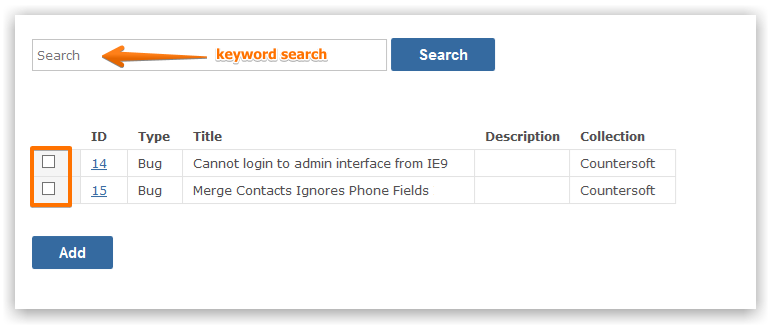 Search keyword search Search
ID Type Title Description Collection
14 Bug Cannot login to admin interface from IE9 Countersoft
15 Bug Merge Contacts Ignores Phone Fields Countersoft
Add